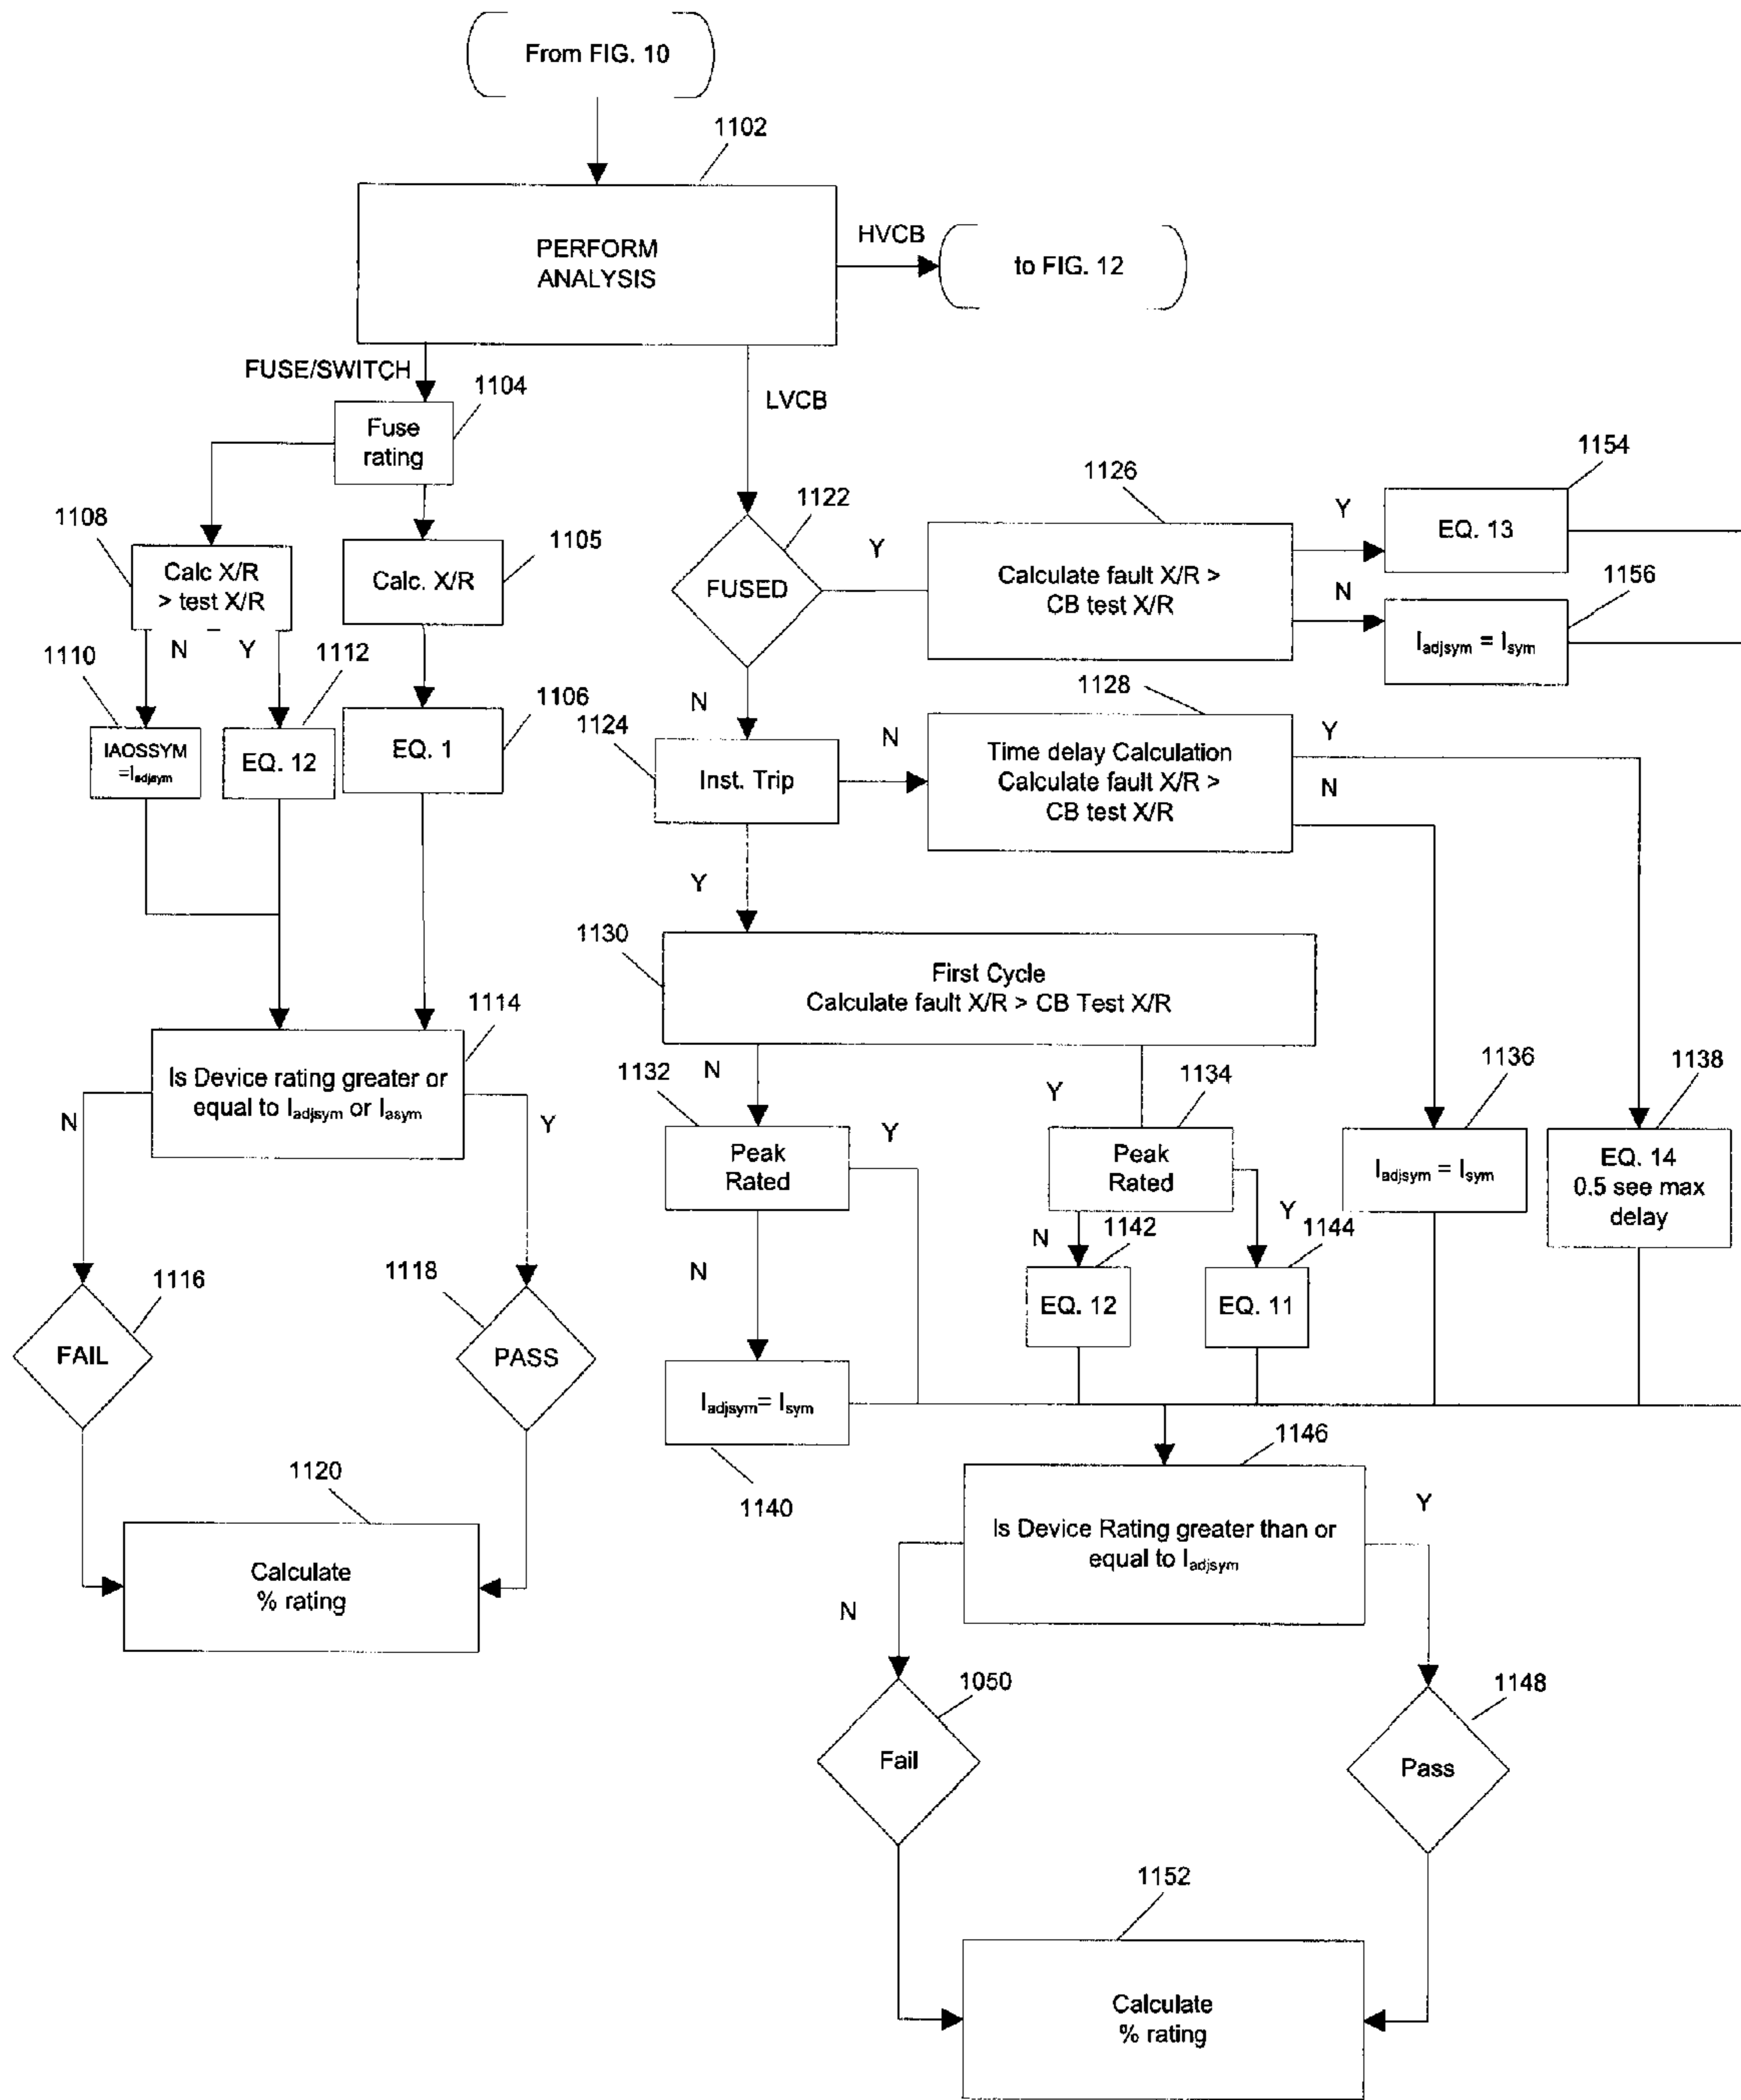 From FIG. 10
1102
PERFORM
ANALYSIS
HVCB
to FIG. 12
FUSE/SWITCH
LVCB
1104
Fuse
rating
1108
Calc X/R
> test X/R
1105
Calc. X/R
N
Y
1110
IAOSSYM
=Iadjsym
1112
EQ. 12
1106
EQ. 1
1114
Is Device rating greater or
equal to Iadjsym or Iasym
N
Y
1116
FAIL
1118
PASS
1120
Calculate
% rating
1122
FUSED
Y
N
1126
Calculate fault X/R >
CB test X/R
Y
N
1154
EQ. 13
1156
Iadjsym = Isym
1124
Inst. Trip
N
Y
1128
Time delay Calculation
Calculate fault X/R >
CB test X/R
Y
N
1130
First Cycle
Calculate fault X/R > CB Test X/R
N
Y
1132
Peak
Rated
Y
N
1134
Peak
Rated
N
Y
1142
EQ. 12
1144
EQ. 11
1136
Iadjsym = Isym
1138
EQ. 14
0.5 see max
delay
Iadjsym= Isym
1140
1146
Is Device Rating greater than or
equal to Iadjsym
N
Y
1050
Fail
1148
Pass
1152
Calculate
% rating